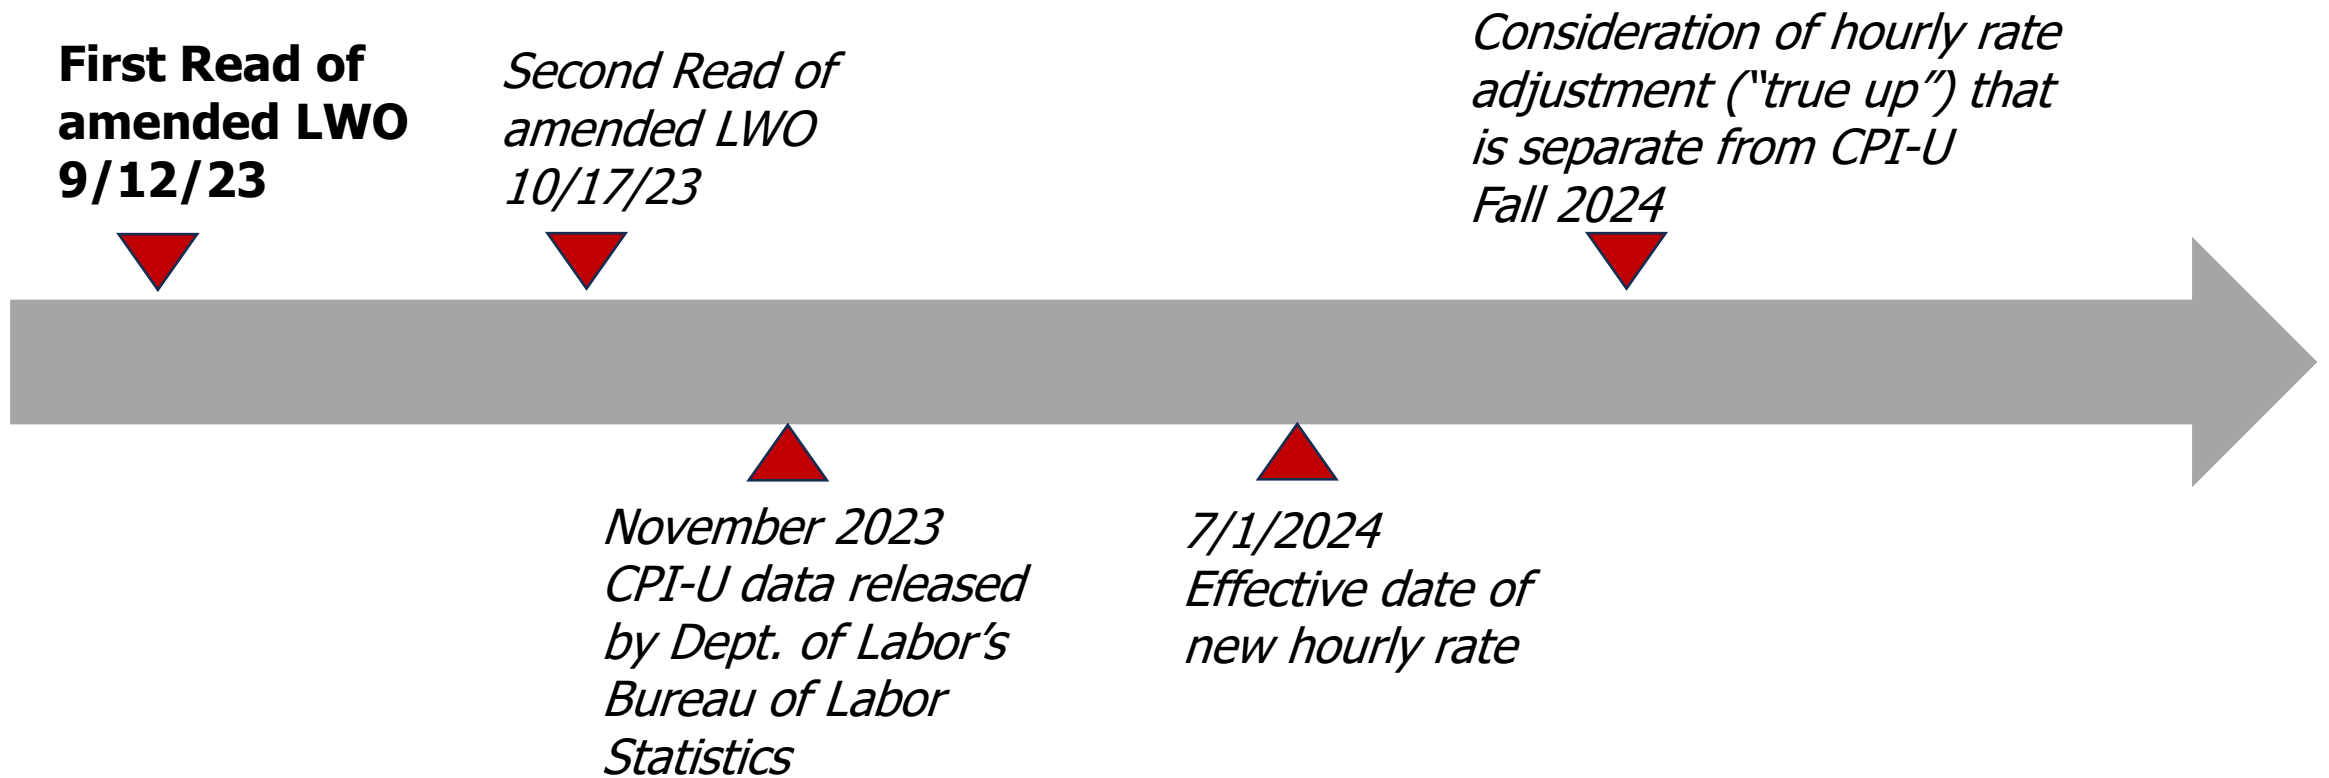 First Read of
amended LWO
9/12/23
Second Read of
amended LWO
10/17/23
Consideration of hourly rate
adjustment (“true up”) that
is separate from CPI-U
Fall 2024
November 2023
CPI-U data released
by Dept. of Labor’s
Bureau of Labor
Statistics
7/1/2024
Effective date of
new hourly rate